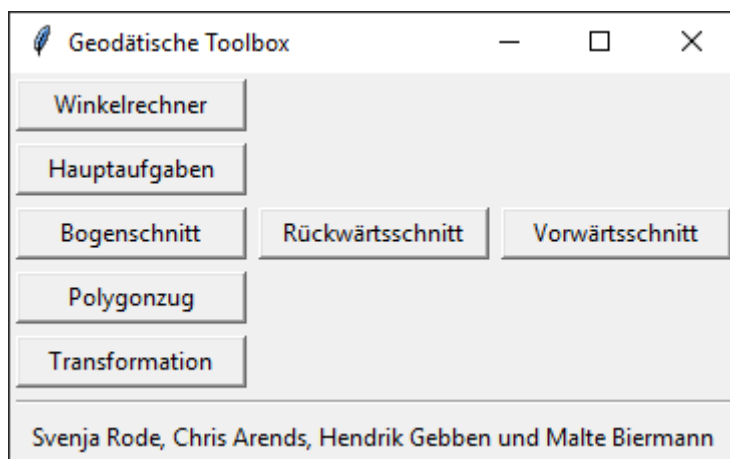 Geodätische Toolbox
Winkelrechner
Hauptaufgaben
Bogenschnitt Rückwärtsschnitt Vorwärtsschnitt
Polygonzug
Transformation
Svenja Rode, Chris Arends, Hendrik Gebben und Malte Biermann